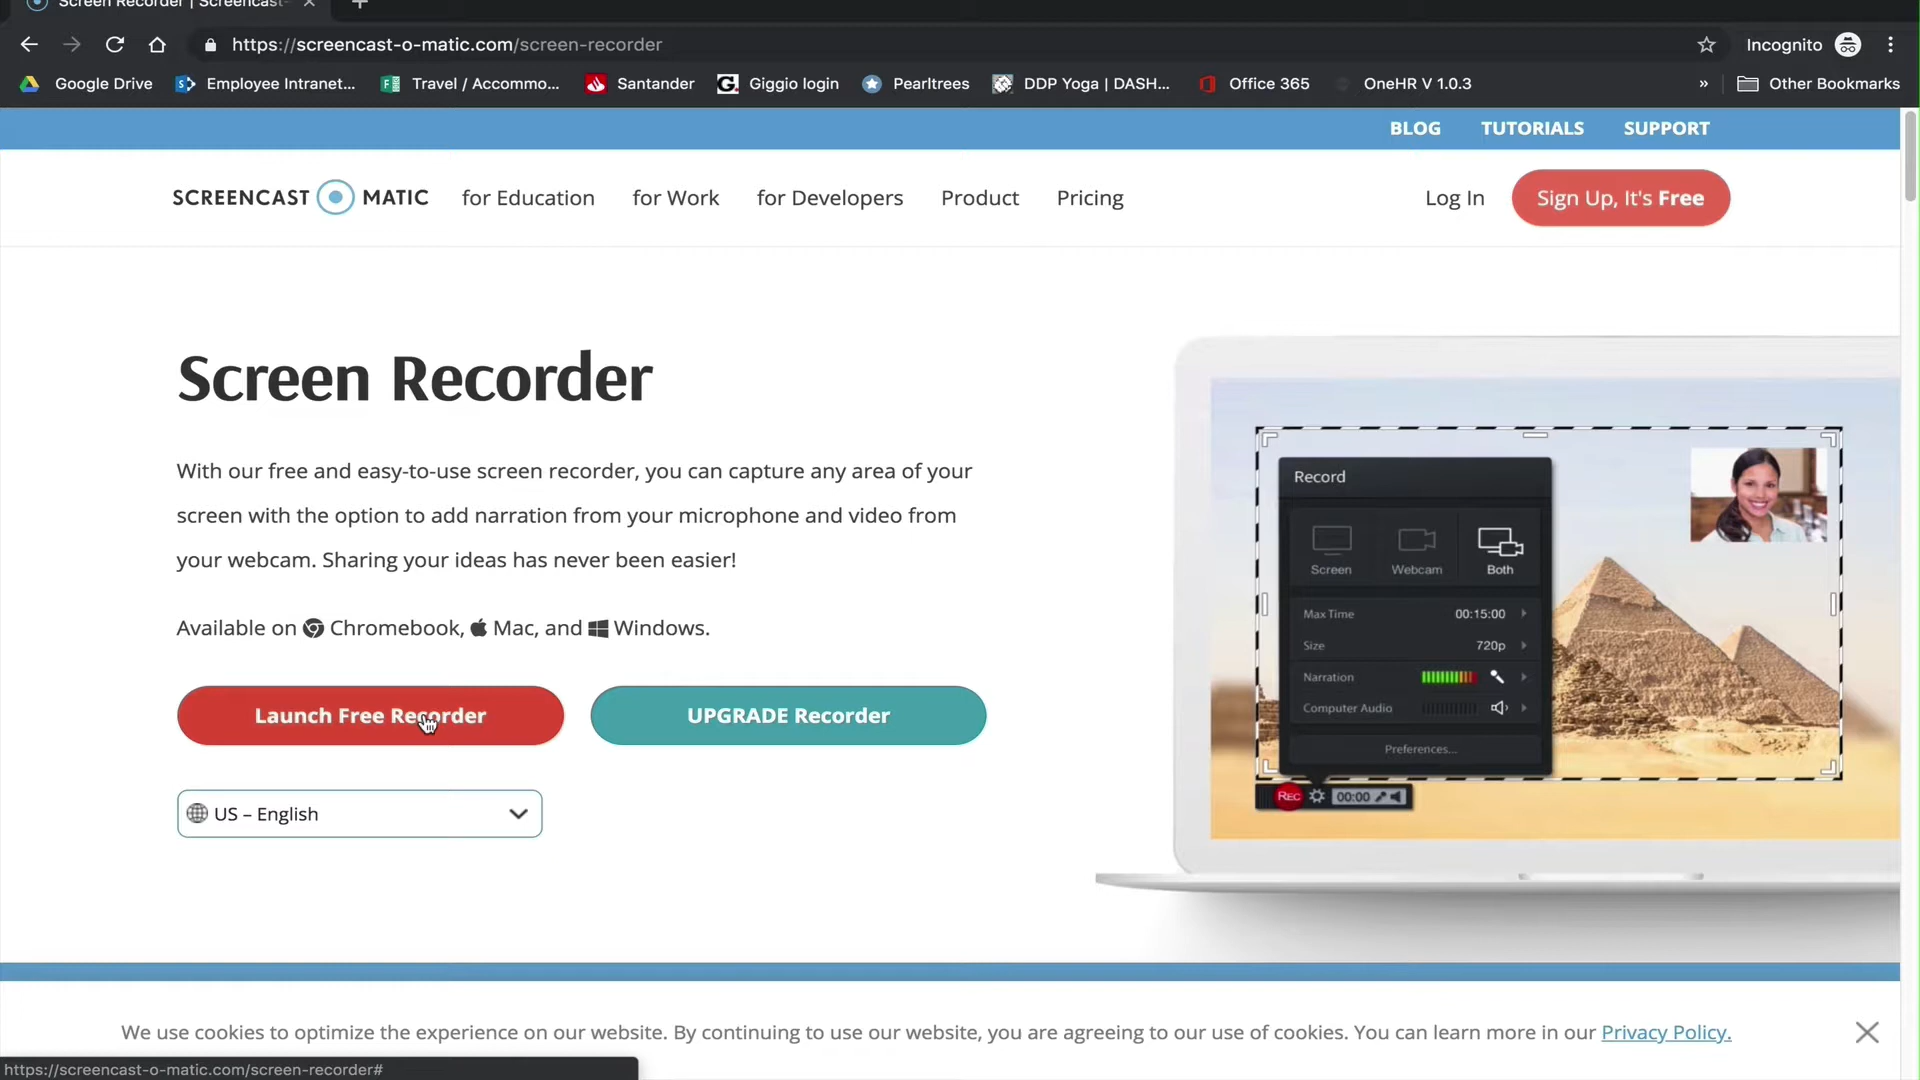 Screen Recorder | Screencast-
https://screencast-o-matic.com/screen-recorder
Incognito
Google Drive
Employee Intranet...
Travel / Accommo...
Santander
Giggio login
Pearltrees
DDP Yoga | DASH...
Office 365
OneHR V 1.0.3
»
Other Bookmarks
BLOG
TUTORIALS
SUPPORT
SCREENCAST MATIC
for Education
for Work
for Developers
Product
Pricing
Log In
Sign Up, It's Free
Screen Recorder
With our free and easy-to-use screen recorder, you can capture any area of your
screen with the option to add narration from your microphone and video from
your webcam. Sharing your ideas has never been easier!
Available on Chromebook, Mac, and Windows.
Launch Free Recorder
UPGRADE Recorder
US – English
Record
Screen
Webcam
Both
Max Time 00:15:00
Size 720p
Narration
Computer Audio
Preferences...
REC 00:00
We use cookies to optimize the experience on our website. By continuing to use our website, you are agreeing to our use of cookies. You can learn more in our Privacy Policy.
https://screencast-o-matic.com/screen-recorder#